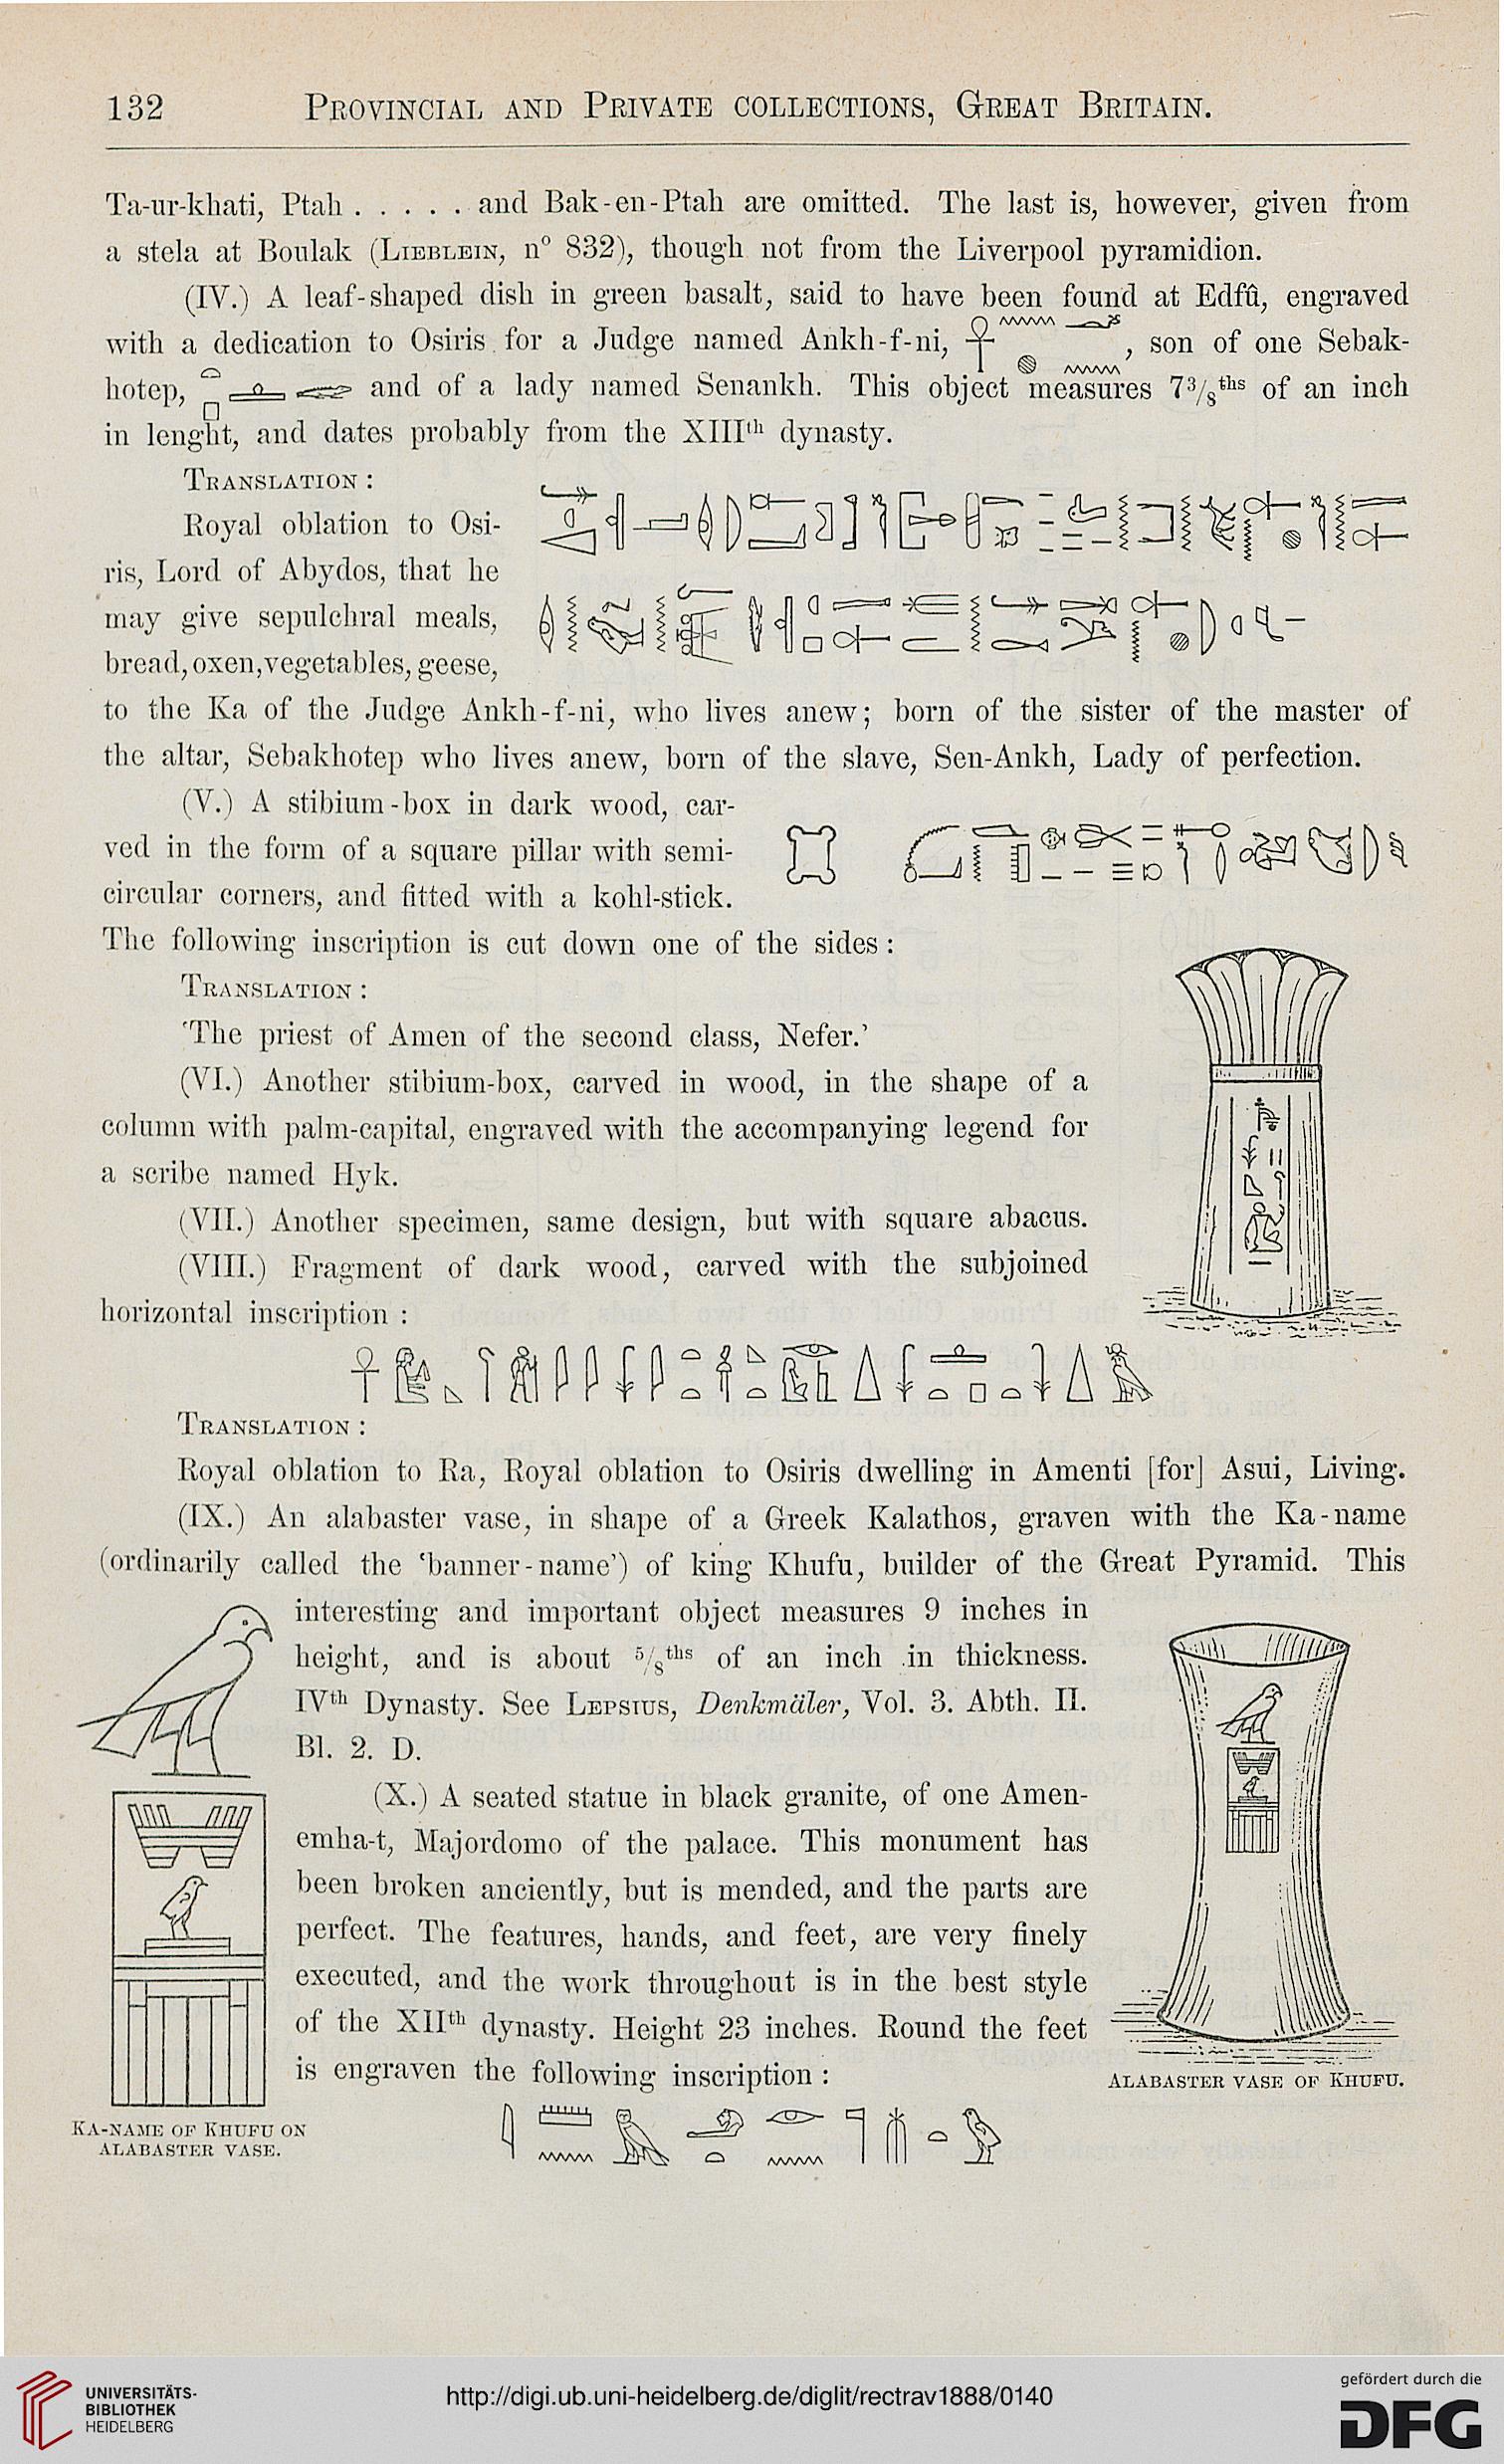 132 PROVINCIAL AND PRIVATE COLLECTIONS, GREAT BRITAIN.
Ta-ur-khati, Ptah . . . . . and Bak-en-Ptah are omitted. The last is, however, given from
a stela at Boulak (LIEBLEIN, n° 832), though not from the Liverpool pyramidion.
(IV.) A leaf-shaped dish in green basalt, said to have been found at Edfû, engraved
with a dedication to Osiris for a Judge named Ankh-f-ni, , son of one Sebak-
hotep, and of a lady named Senankh. This object measures 7³/₈ths of an inch
in lenght, and dates probably from the XIIIth dynasty.
TRANSLATION :
Royal oblation to Osi-
ris, Lord of Abydos, that he
may give sepulchral meals,
bread, oxen, vegetables, geese,
to the Ka of the Judge Ankh-f-ni, who lives anew; born of the sister of the master of
the altar, Sebakhotep who lives anew, born of the slave, Sen-Ankh, Lady of perfection.
(V.) A stibium-box in dark wood, car-
ved in the form of a square pillar with semi-
circular corners, and fitted with a kohl-stick.
The following inscription is cut down one of the sides :
TRANSLATION :
'The priest of Amen of the second class, Nefer.'
(VI.) Another stibium-box, carved in wood, in the shape of a
column with palm-capital, engraved with the accompanying legend for
a scribe named Hyk.
(VII.) Another specimen, same design, but with square abacus.
(VIII.) Fragment of dark wood, carved with the subjoined
horizontal inscription :
TRANSLATION :
Royal oblation to Ra, Royal oblation to Osiris dwelling in Amenti [for] Asui, Living.
(IX.) An alabaster vase, in shape of a Greek Kalathos, graven with the Ka-name
(ordinarily called the 'banner-name') of king Khufu, builder of the Great Pyramid. This
interesting and important object measures 9 inches in
height, and is about ⁵/₈ths of an inch in thickness.
IVth Dynasty. See LEPSIUS, Denkmäler, Vol. 3. Abth. II.
Bl. 2. D.
(X.) A seated statue in black granite, of one Amen-
emha-t, Majordomo of the palace. This monument has
been broken anciently, but is mended, and the parts are
perfect. The features, hands, and feet, are very finely
executed, and the work throughout is in the best style
of the XIIth dynasty. Height 23 inches. Round the feet
is engraven the following inscription :
ALABASTER VASE OF KHUFU.
KA-NAME OF KHUFU ON
ALABASTER VASE.
UNIVERSITÄTS-
BIBLIOTHEK
HEIDELBERG
http://digi.ub.uni-heidelberg.de/diglit/rectrav1888/0140
gefördert durch die
DFG